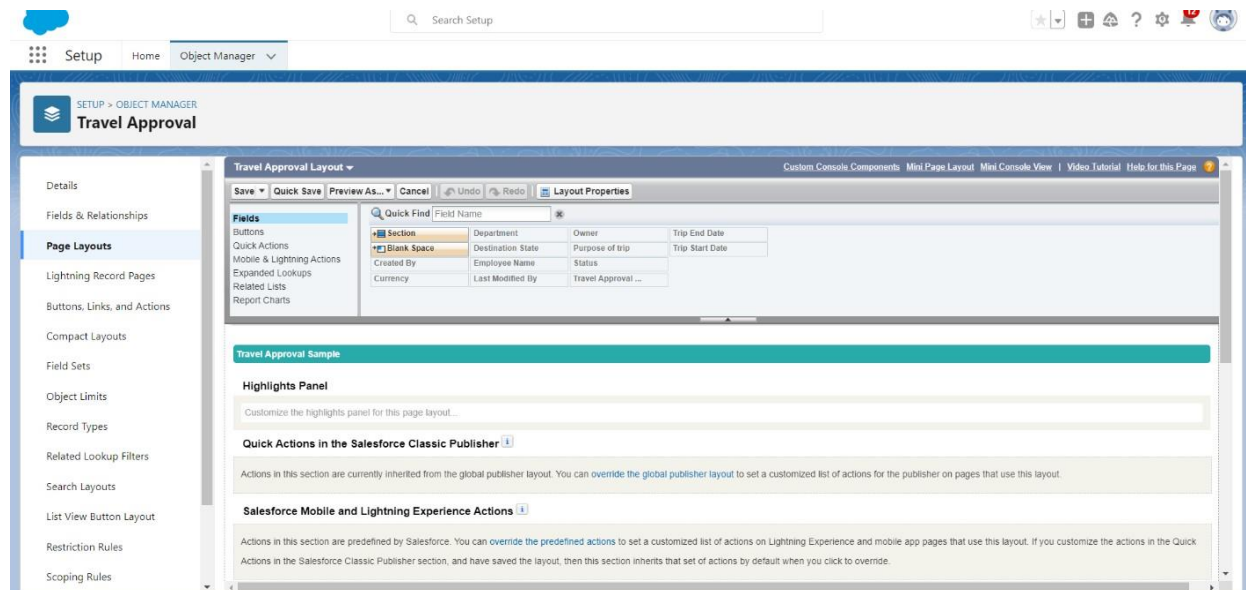 Search Setup
12
Setup Home Object Manager
SETUP > OBJECT MANAGER
Travel Approval
Details
Fields & Relationships
Page Layouts
Lightning Record Pages
Buttons, Links, and Actions
Compact Layouts
Field Sets
Object Limits
Record Types
Related Lookup Filters
Search Layouts
List View Button Layout
Restriction Rules
Scoping Rules
Travel Approval Layout
Custom Console Components Mini Page Layout Mini Console View | Video Tutorial Help for this Page
Save Quick Save Preview As... Cancel Undo Redo Layout Properties
Fields
Buttons
Quick Actions
Mobile & Lightning Actions
Expanded Lookups
Related Lists
Report Charts
Quick Find Field Name
Section Department Owner Trip End Date
Blank Space Destination State Purpose of trip Trip Start Date
Created By Employee Name Status
Currency Last Modified By Travel Approval ...
Travel Approval Sample
Highlights Panel
Customize the highlights panel for this page layout...
Quick Actions in the Salesforce Classic Publisher
Actions in this section are currently inherited from the global publisher layout. You can override the global publisher layout to set a customized list of actions for the publisher on pages that use this layout.
Salesforce Mobile and Lightning Experience Actions
Actions in this section are predefined by Salesforce. You can override the predefined actions to set a customized list of actions on Lightning Experience and mobile app pages that use this layout. If you customize the actions in the Quick
Actions in the Salesforce Classic Publisher section, and have saved the layout, then this section inherits that set of actions by default when you click to override.